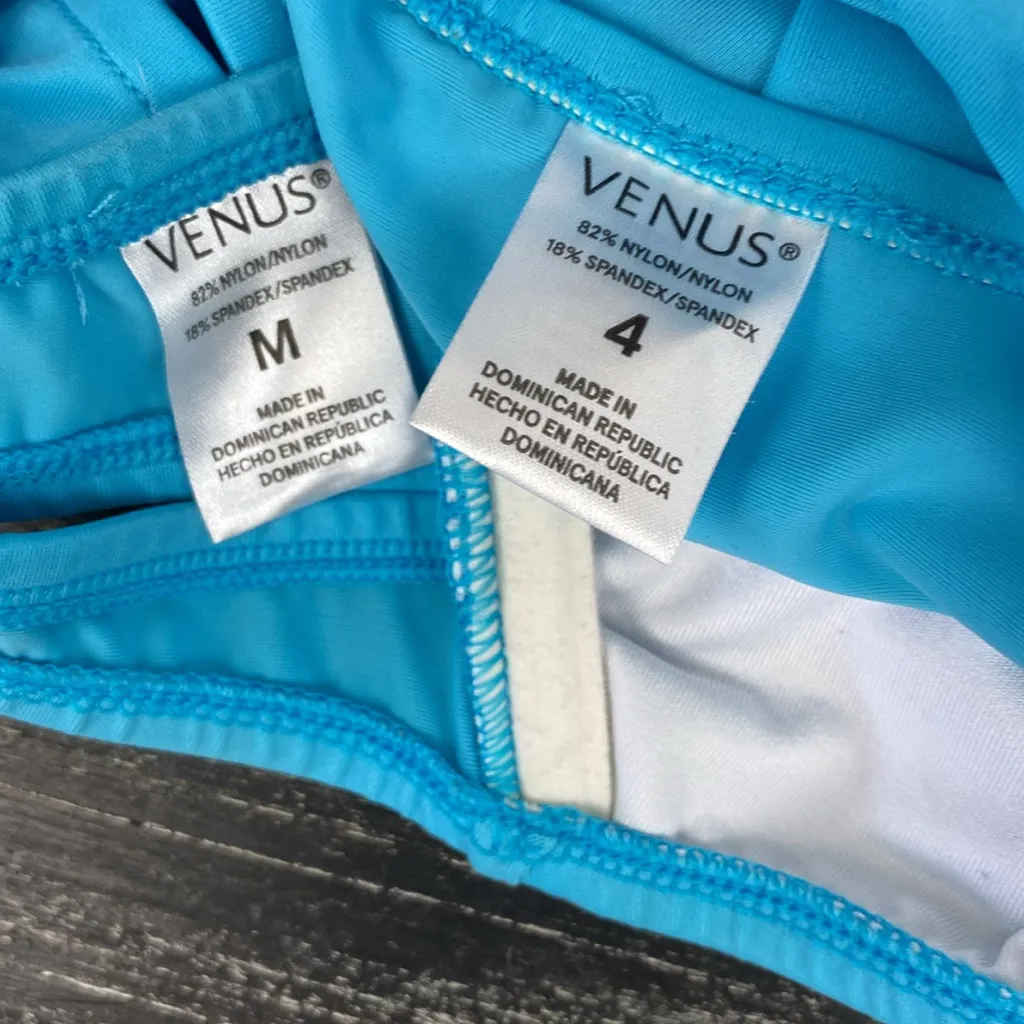 VENUS®
82% NYLON/NYLON
18% SPANDEX/SPANDEX
M
MADE IN
DOMINICAN REPUBLIC
HECHO EN REPÚBLICA
DOMINICANA
VENUS®
82% NYLON/NYLON
18% SPANDEX/SPANDEX
4
MADE IN
DOMINICAN REPUBLIC
HECHO EN REPÚBLICA
DOMINICANA